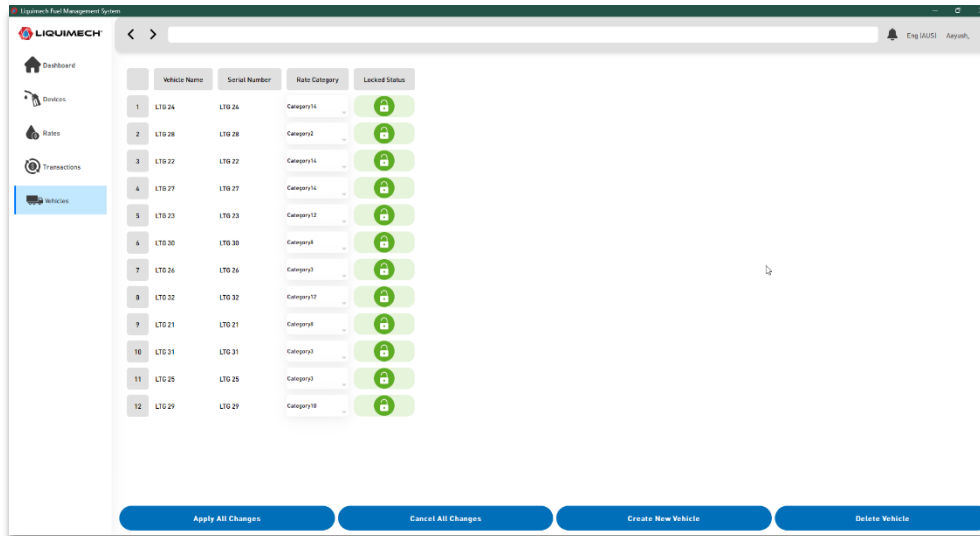 Liquimech Fuel Management System
LIQUIMECH
Eng (AUS) Aayush,
Dashboard
Devices
Rates
Transactions
Vehicles
Vehicle Name Serial Number Rate Category Locked Status
1 LTG 24 LTG 24 Category14
2 LTG 28 LTG 28 Category2
3 LTG 22 LTG 22 Category14
4 LTG 27 LTG 27 Category14
5 LTG 23 LTG 23 Category12
6 LTG 30 LTG 30 Category8
7 LTG 26 LTG 26 Category3
8 LTG 32 LTG 32 Category12
9 LTG 21 LTG 21 Category8
10 LTG 31 LTG 31 Category3
11 LTG 25 LTG 25 Category3
12 LTG 29 LTG 29 Category10
Apply All Changes Cancel All Changes Create New Vehicle Delete Vehicle